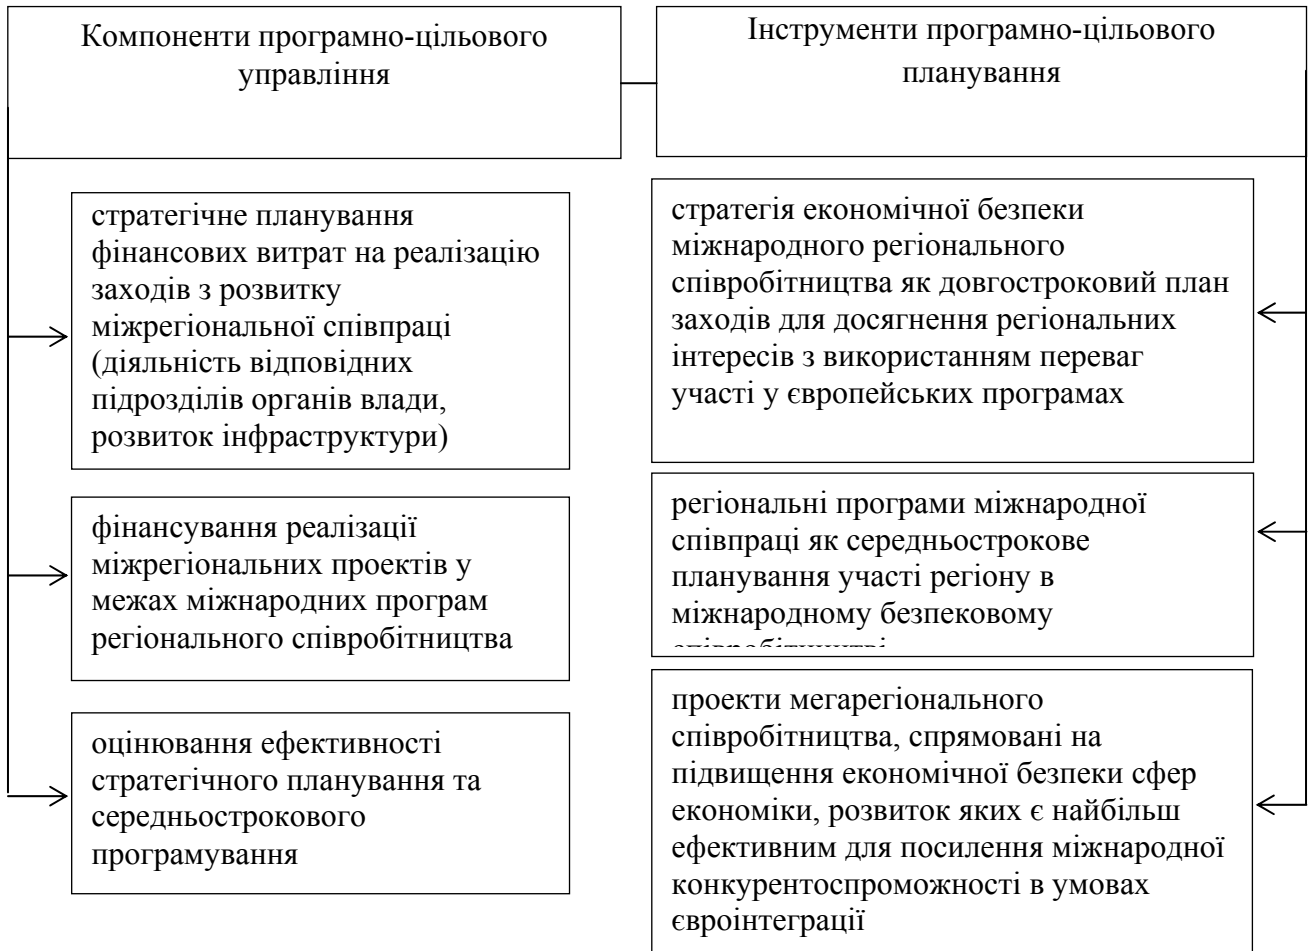 Компоненти програмно-цільового
управління
Інструменти програмно-цільового
планування
стратегічне планування
фінансових витрат на реалізацію
заходів з розвитку
міжрегіональної співпраці
(діяльність відповідних
підрозділів органів влади,
розвиток інфраструктури)
фінансування реалізації
міжрегіональних проектів у
межах міжнародних програм
регіонального співробітництва
оцінювання ефективності
стратегічного планування та
середньострокового
програмування
стратегія економічної безпеки
міжнародного регіонального
співробітництва як довгостроковий план
заходів для досягнення регіональних
інтересів з використанням переваг
участі у європейських програмах
регіональні програми міжнародної
співпраці як середньострокове
планування участі регіону в
міжнародному безпековому
співробітництві
проекти мегарегіонального
співробітництва, спрямовані на
підвищення економічної безпеки сфер
економіки, розвиток яких є найбільш
ефективним для посилення міжнародної
конкурентоспроможності в умовах
євроінтеграції